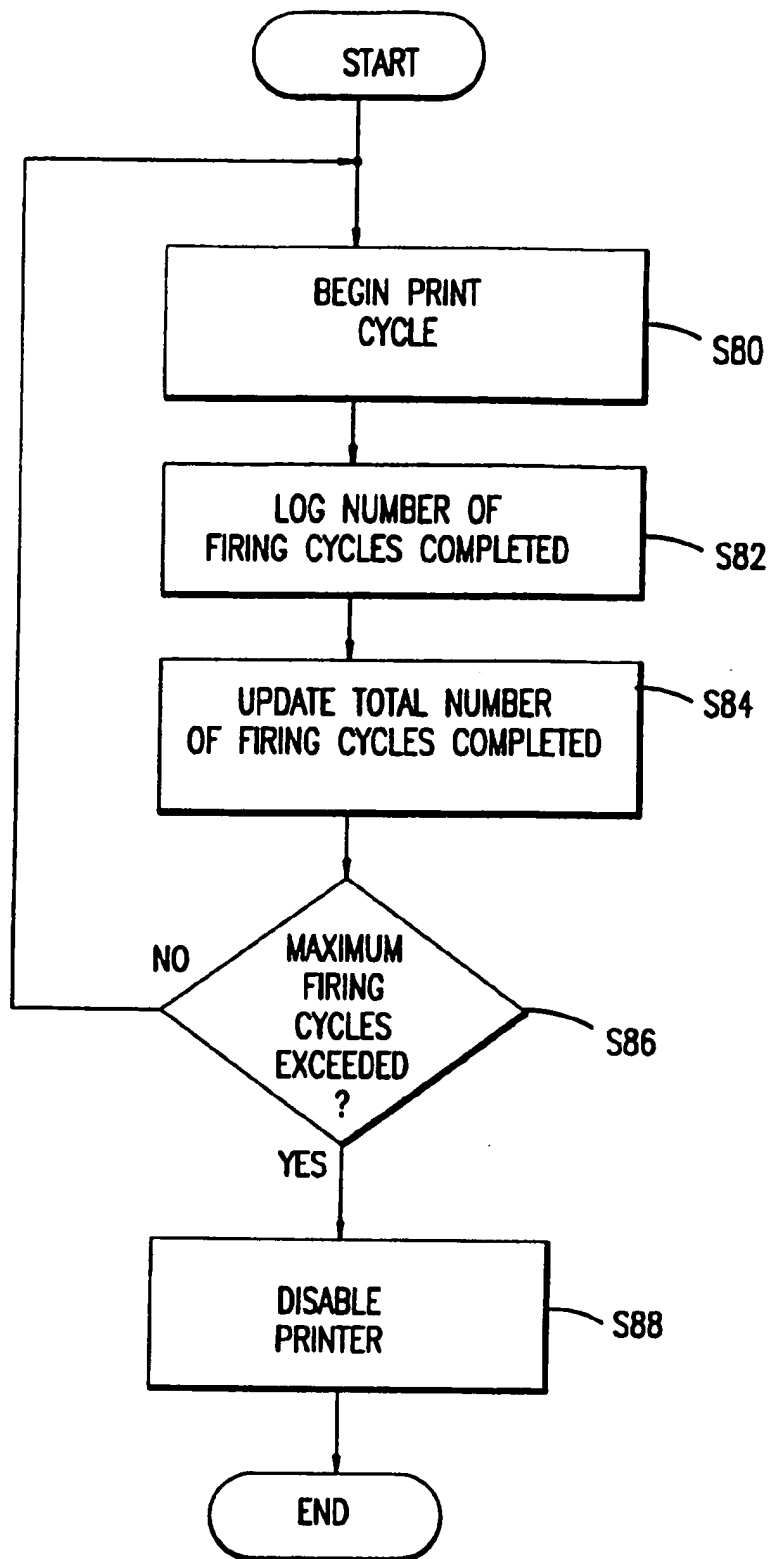 START
BEGIN PRINT
CYCLE
S80
LOG NUMBER OF
FIRING CYCLES COMPLETED
S82
UPDATE TOTAL NUMBER
OF FIRING CYCLES COMPLETED
S84
NO
MAXIMUM
FIRING
CYCLES
EXCEEDED
?
S86
YES
DISABLE
PRINTER
S88
END